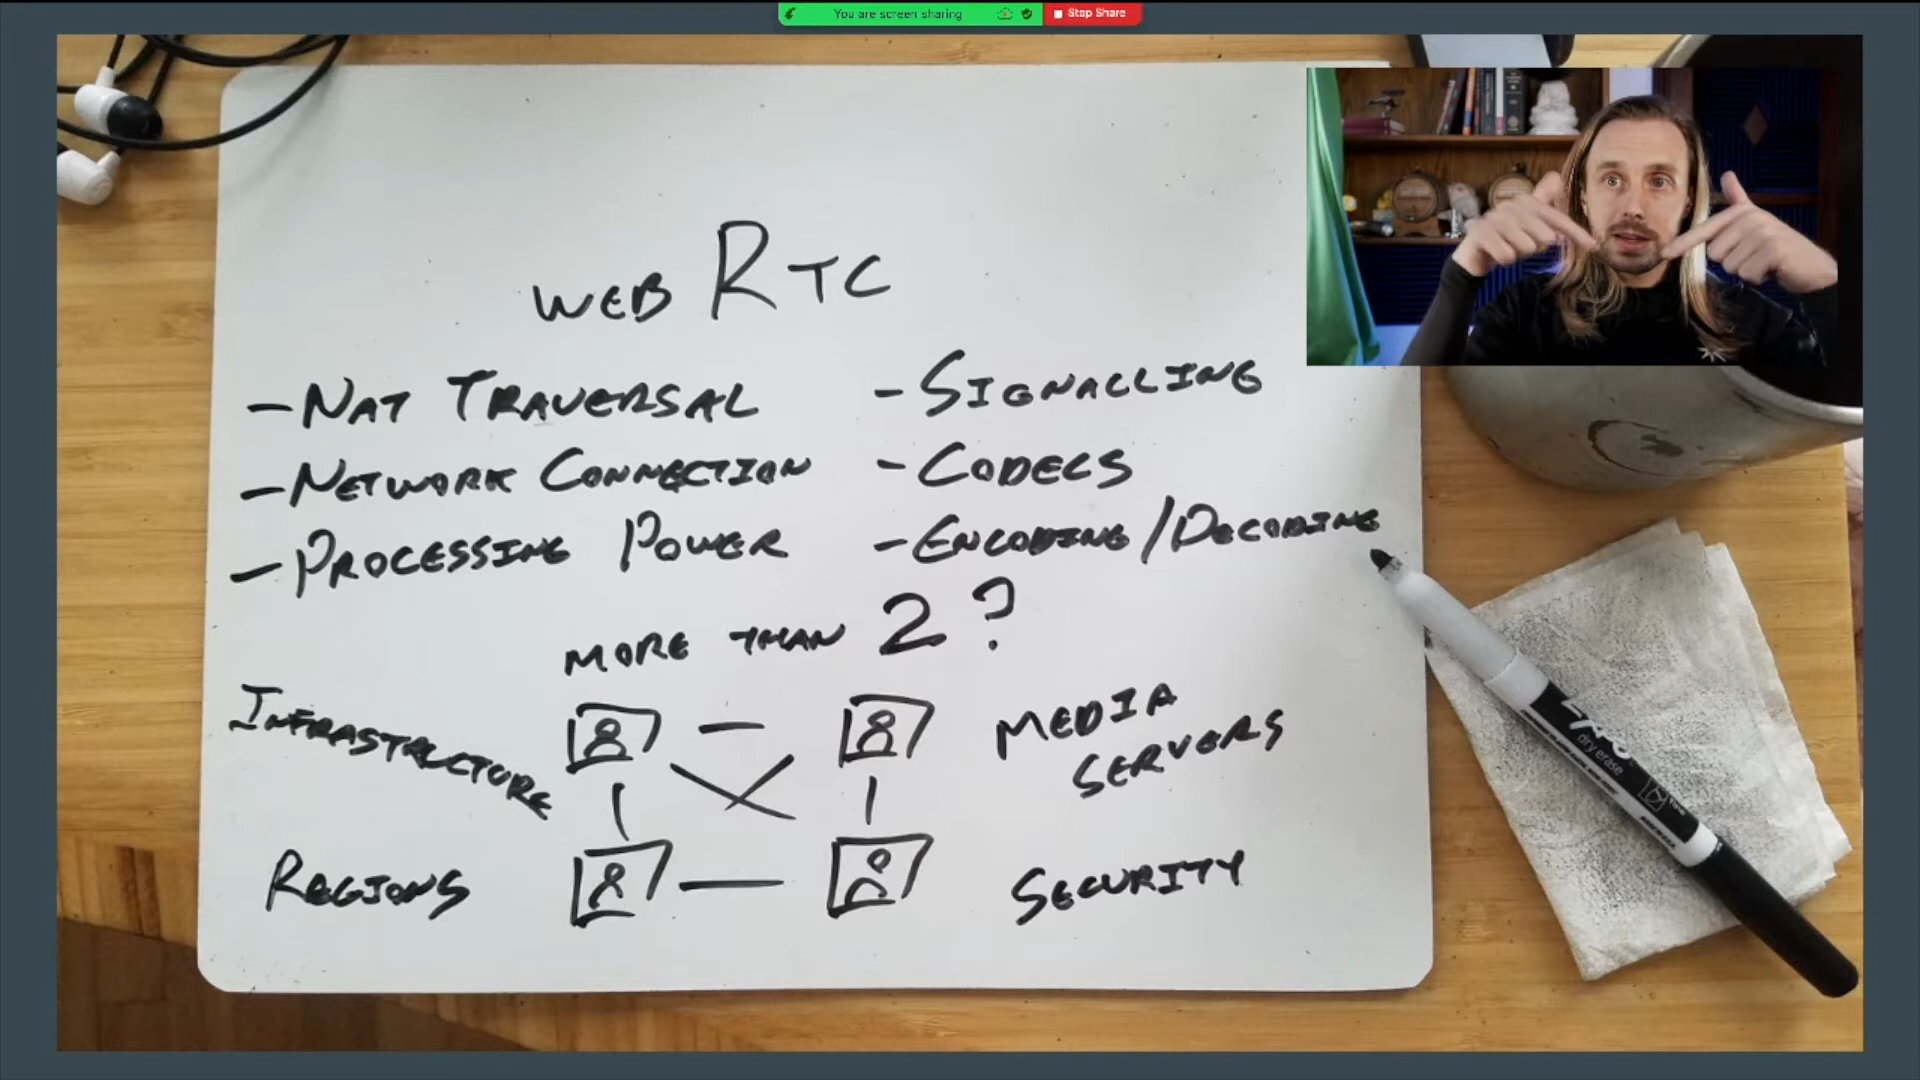 You are screen sharing
Stop Share
WEB RTC
- NAT TRAVERSAL
- SIGNALLING
- NETWORK CONNECTION
- CODECS
- PROCESSING POWER
- ENCODING/DECODING
MORE THAN 2?
INFRASTRUCTURE
MEDIA
SERVERS
REGIONS
SECURITY
EXPO
dry erase